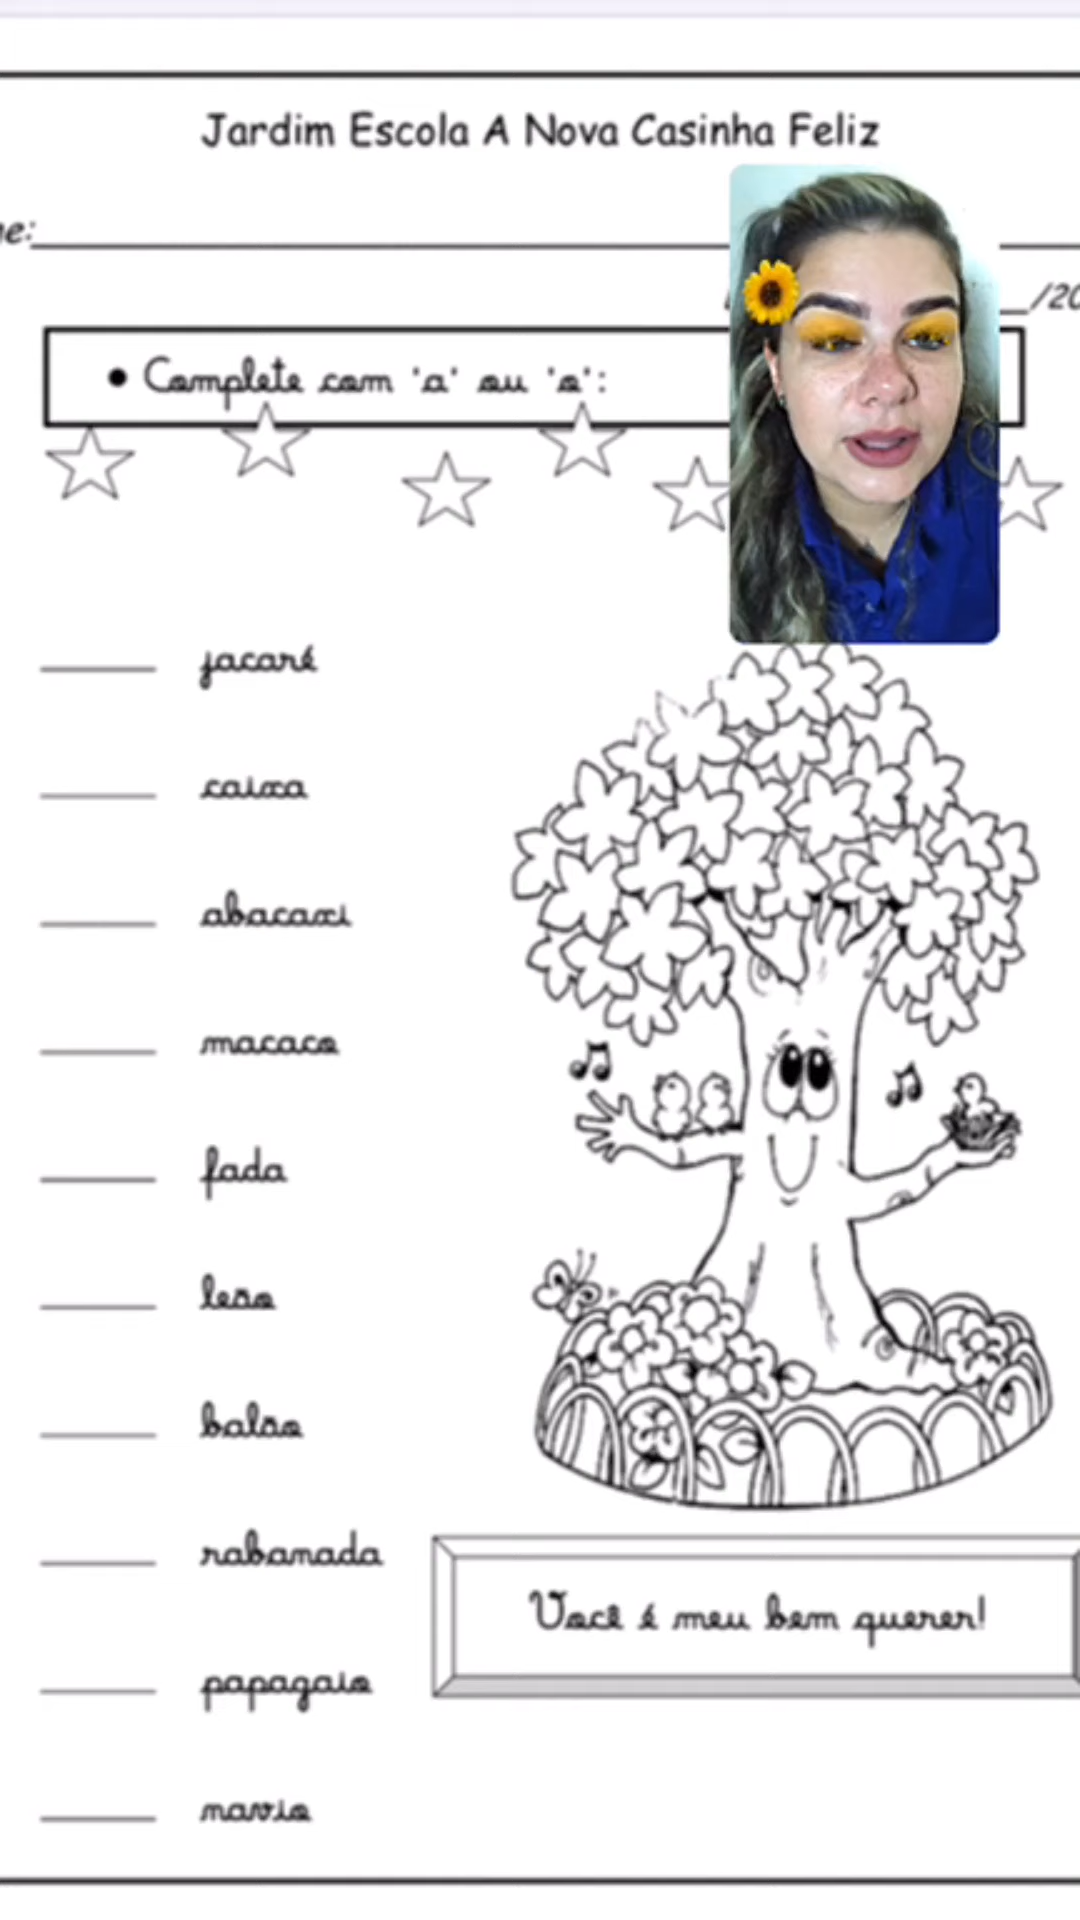 Jardim Escola A Nova Casinha Feliz
e:
/20
• Complete com 'a' ou 'o':
jacaré
caixa
abacaxi
macaco
fada
leão
balão
rabanada
Você é meu bem querer!
papagaio
navio